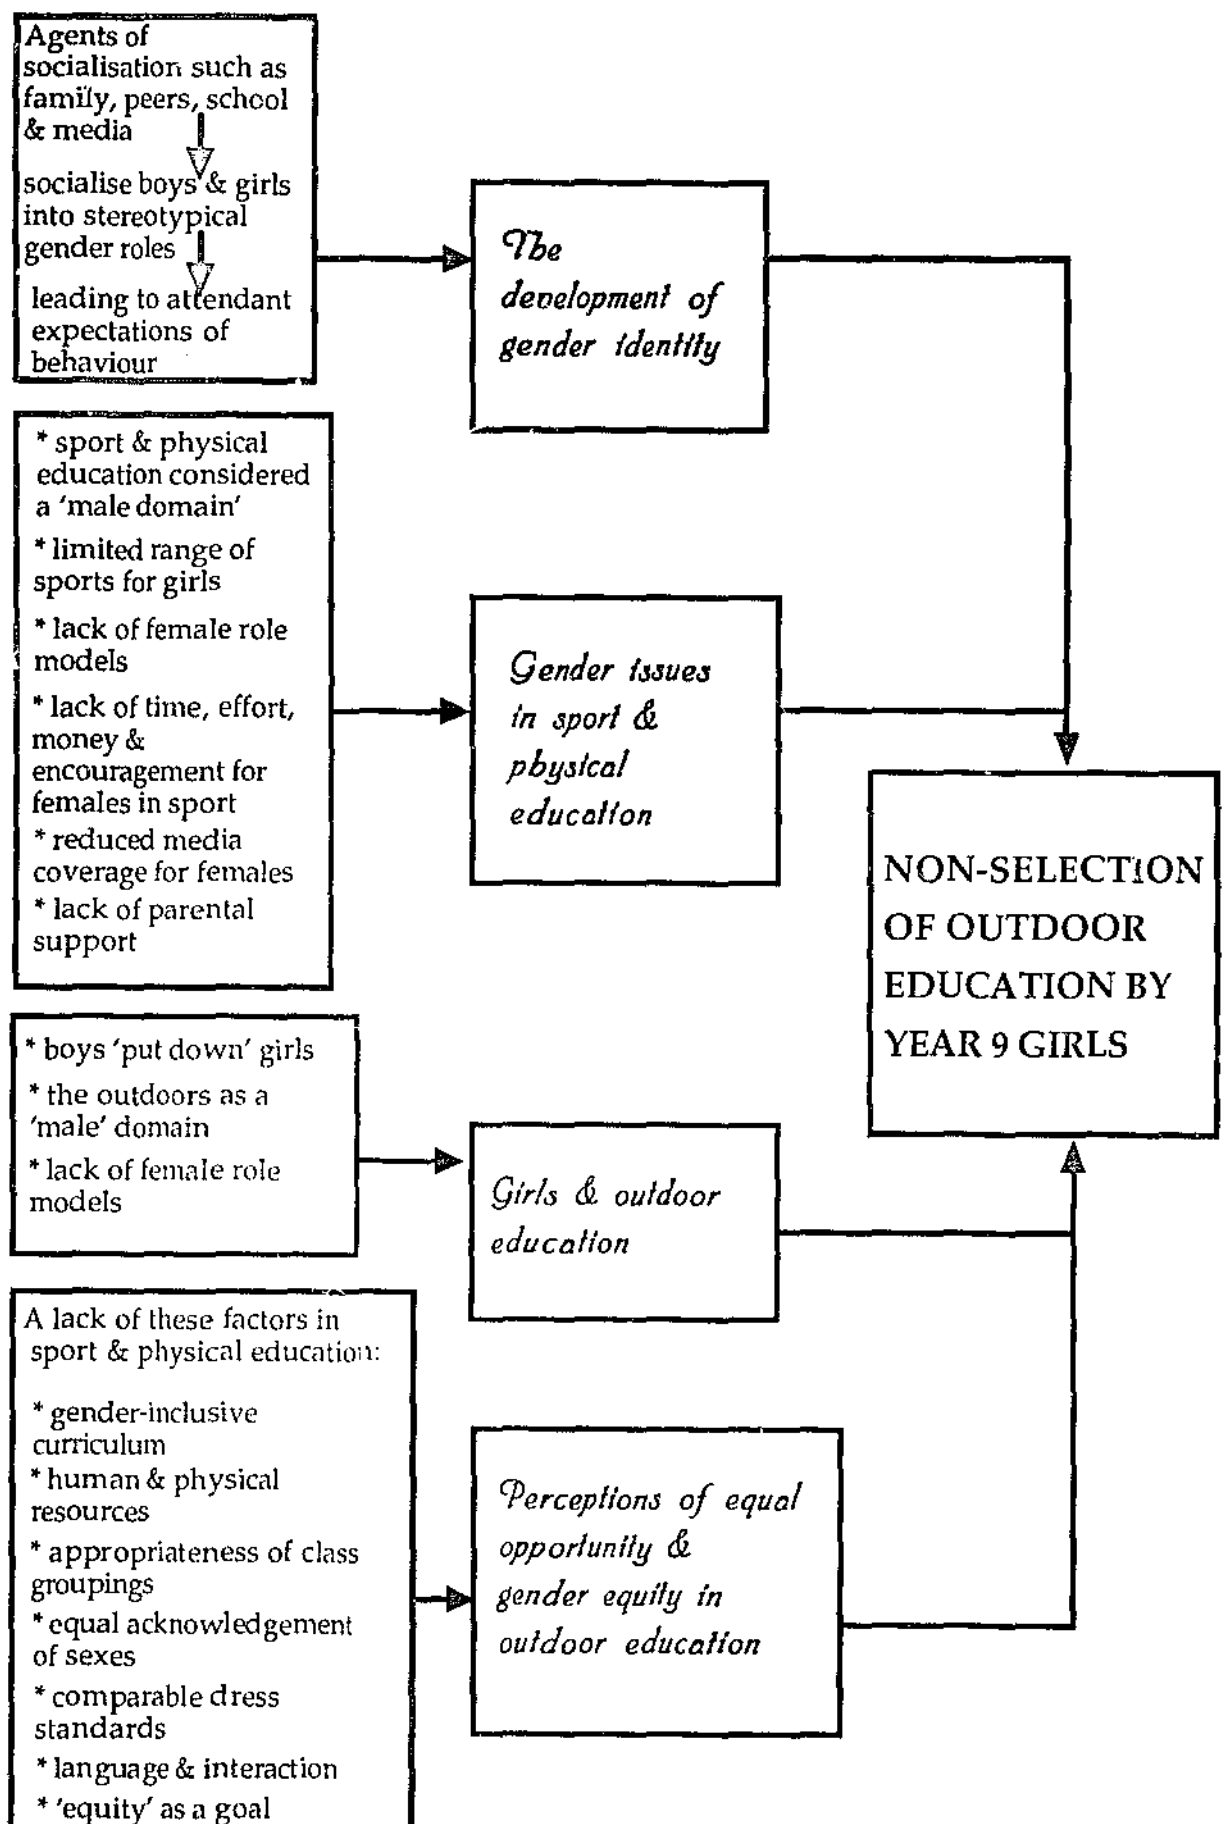 Agents of
socialisation such as
family, peers, school
& media
socialise boys & girls
into stereotypical
gender roles
leading to attendant
expectations of
behaviour
The
development of
gender identity
* sport & physical
education considered
a 'male domain'
* limited range of
sports for girls
* lack of female role
models
* lack of time, effort,
money &
encouragement for
females in sport
* reduced media
coverage for females
* lack of parental
support
Gender issues
in sport &
physical
education
NON-SELECTION
OF OUTDOOR
EDUCATION BY
YEAR 9 GIRLS
* boys 'put down' girls
* the outdoors as a
'male' domain
* lack of female role
models
Girls & outdoor
education
A lack of these factors in
sport & physical education:
* gender-inclusive
curriculum
* human & physical
resources
* appropriateness of class
groupings
* equal acknowledgement
of sexes
* comparable dress
standards
* language & interaction
* 'equity' as a goal
Perceptions of equal
opportunity &
gender equity in
outdoor education